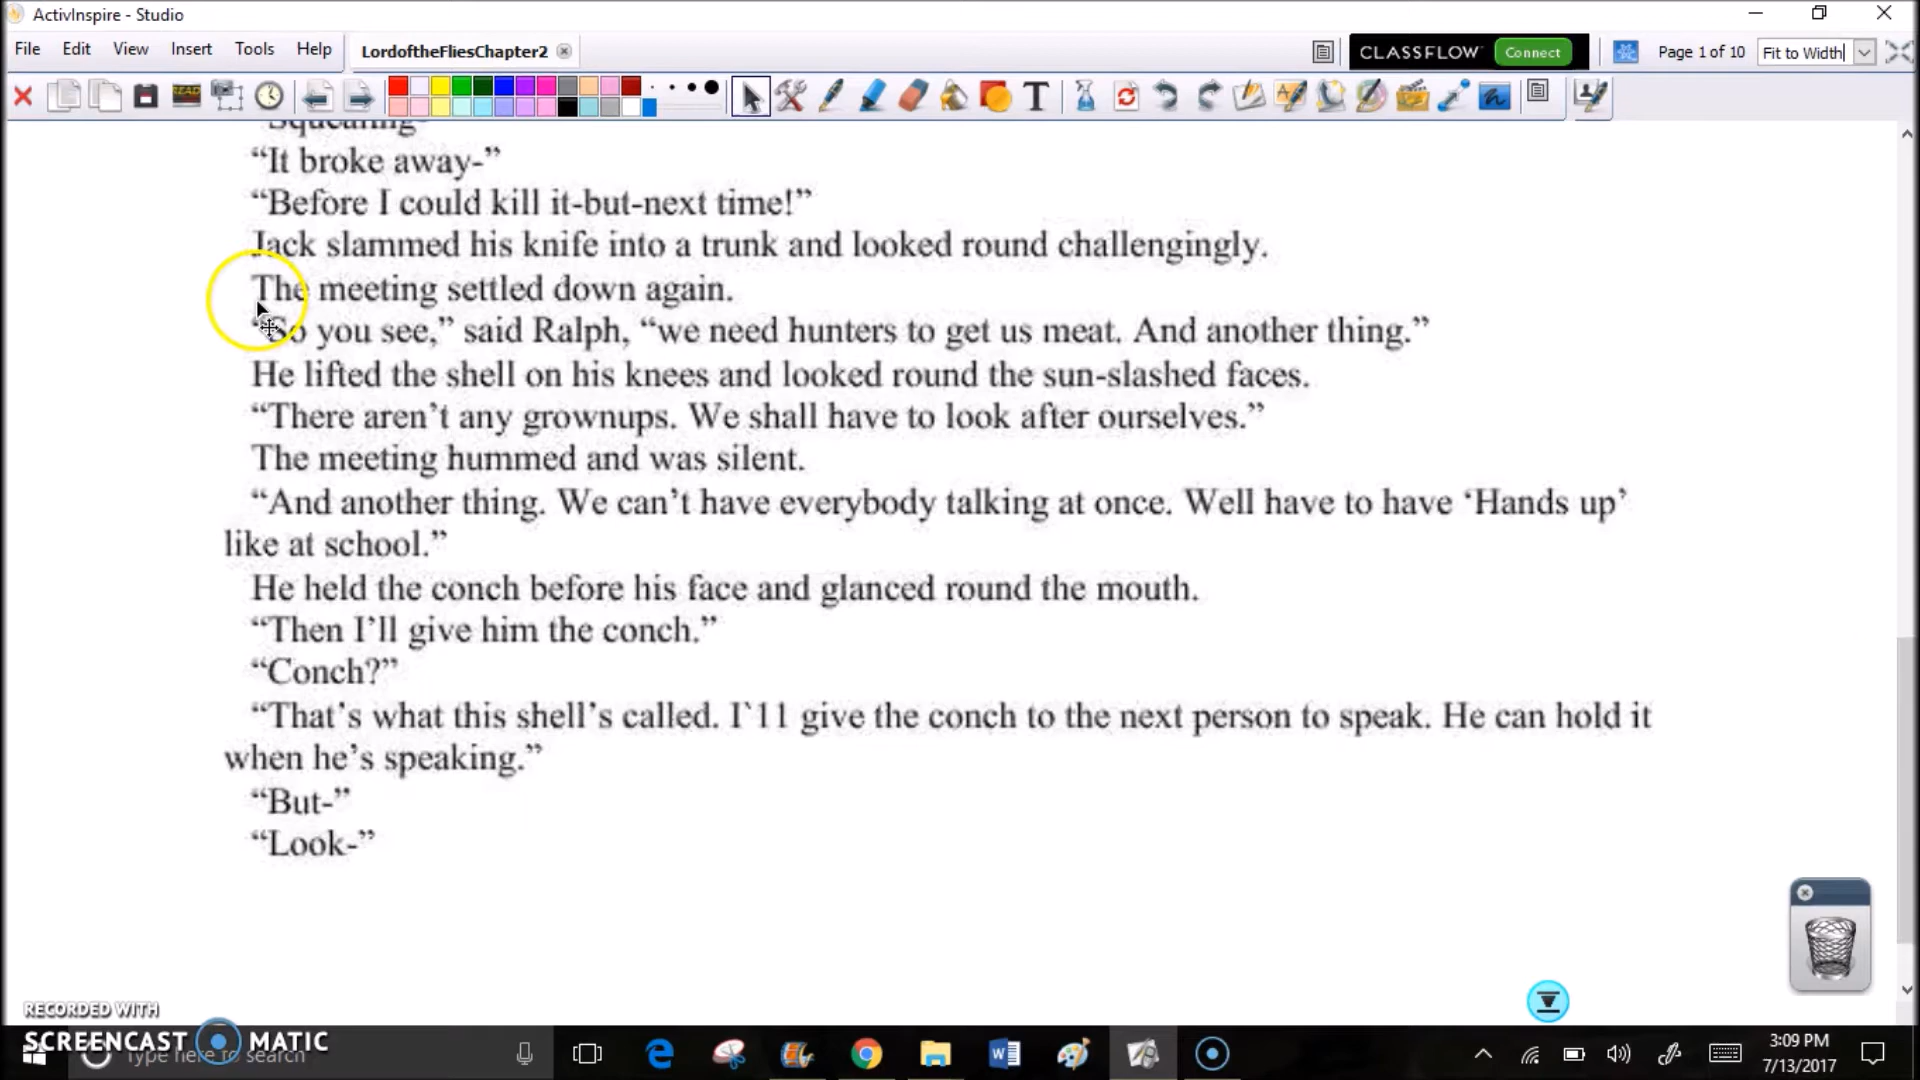 ActivInspire - Studio
File Edit View Insert Tools Help
LordoftheFliesChapter2
CLASSFLOW Connect
Page 1 of 10
Fit to Width
Squealing-
“It broke away-”
“Before I could kill it-but-next time!”
Jack slammed his knife into a trunk and looked round challengingly.
The meeting settled down again.
“So you see,” said Ralph, “we need hunters to get us meat. And another thing.”
He lifted the shell on his knees and looked round the sun-slashed faces.
“There aren’t any grownups. We shall have to look after ourselves.”
The meeting hummed and was silent.
“And another thing. We can’t have everybody talking at once. Well have to have ‘Hands up’
like at school.”
He held the conch before his face and glanced round the mouth.
“Then I’ll give him the conch.”
“Conch?”
“That’s what this shell’s called. I`11 give the conch to the next person to speak. He can hold it
when he’s speaking.”
“But-”
“Look-”
RECORDED WITH
SCREENCAST MATIC
Type here to search
3:09 PM
7/13/2017